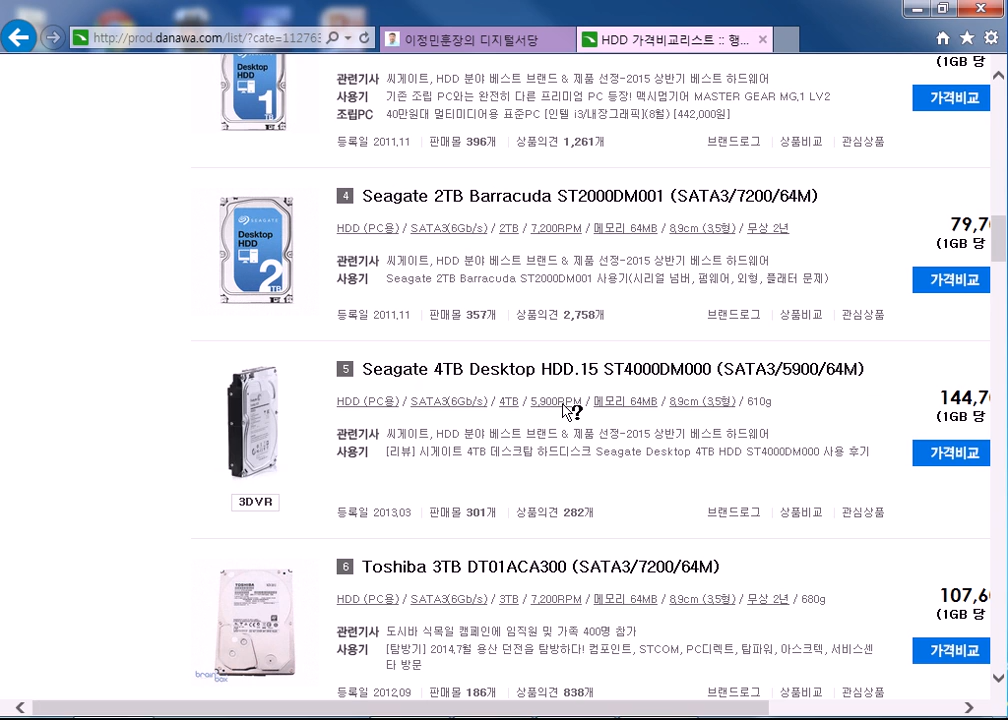 http://prod.danawa.com/list/?cate=112763
이정민훈장의 디지털서당
HDD 가격비교리스트 :: 행...
Desktop
HDD
1
TB
(1GB 당
관련기사 씨게이트, HDD 분야 베스트 브랜드 & 제품 선정-2015 상반기 베스트 하드웨어
사용기 기존 조립 PC와는 완전히 다른 프리미엄 PC 등장! 맥시멈기어 MASTER GEAR MG.1 LV2
조립PC 40만원대 멀티미디어용 표준PC [인텔 i3/내장그래픽](8월) [442,000원]
가격비교
등록일 2011.11 판매몰 396개 상품의견 1,261개 브랜드로그 상품비교 관심상품
4 Seagate 2TB Barracuda ST2000DM001 (SATA3/7200/64M)
SEAGATE
Desktop
HDD
2
TB
HDD (PC용) / SATA3(6Gb/s) / 2TB / 7,200RPM / 메모리 64MB / 8.9cm (3.5형) / 무상 2년
79,7
(1GB 당
관련기사 씨게이트, HDD 분야 베스트 브랜드 & 제품 선정-2015 상반기 베스트 하드웨어
사용기 Seagate 2TB Barracuda ST2000DM001 사용기(시리얼 넘버, 펌웨어, 외형, 플래터 문제)
가격비교
등록일 2011.11 판매몰 357개 상품의견 2,758개 브랜드로그 상품비교 관심상품
5 Seagate 4TB Desktop HDD.15 ST4000DM000 (SATA3/5900/64M)
HDD (PC용) / SATA3(6Gb/s) / 4TB / 5,900RPM / 메모리 64MB / 8.9cm (3.5형) / 610g
144,7
(1GB 당
관련기사 씨게이트, HDD 분야 베스트 브랜드 & 제품 선정-2015 상반기 베스트 하드웨어
사용기 [리뷰] 시게이트 4TB 데스크탑 하드디스크 Seagate Desktop 4TB HDD ST4000DM000 사용 후기
가격비교
3DVR
등록일 2013.03 판매몰 301개 상품의견 282개 브랜드로그 상품비교 관심상품
6 Toshiba 3TB DT01ACA300 (SATA3/7200/64M)
TOSHIBA
HDD (PC용) / SATA3(6Gb/s) / 3TB / 7,200RPM / 메모리 64MB / 8.9cm (3.5형) / 무상 2년 / 680g
107,6
(1GB 당
관련기사 도시바 식목일 캠페인에 임직원 및 가족 400명 참가
사용기 [탐방기] 2014,7월 용산 던전을 탐방하다! 컴포인트, STCOM, PC디렉트, 탑파워, 아스크텍, 서비스센
타 방문
가격비교
brain box
등록일 2012.09 판매몰 186개 상품의견 838개 브랜드로그 상품비교 관심상품